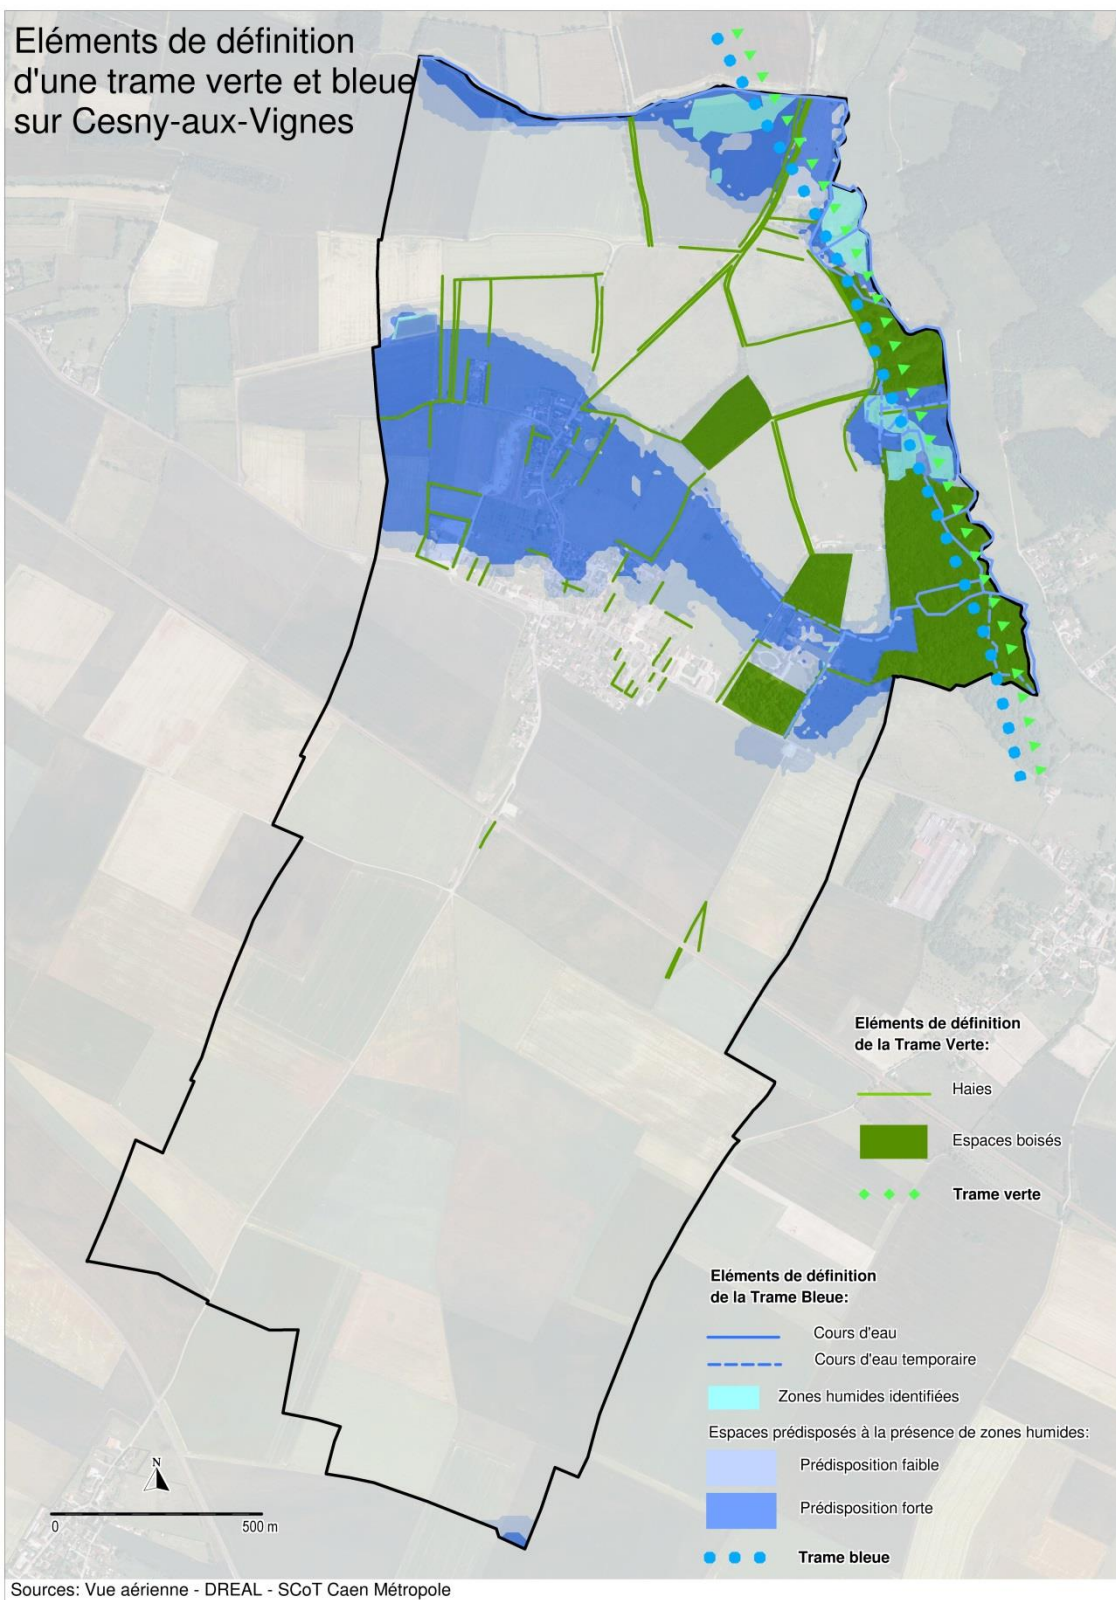 Eléments de définition
d'une trame verte et bleue
sur Cesny-aux-Vignes
Eléments de définition
de la Trame Verte:
Haies
Espaces boisés
Trame verte
Eléments de définition
de la Trame Bleue:
Cours d'eau
Cours d'eau temporaire
Zones humides identifiées
Espaces prédisposés à la présence de zones humides:
Prédisposition faible
Prédisposition forte
Trame bleue
N
0 500 m
Sources: Vue aérienne - DREAL - SCoT Caen Métropole